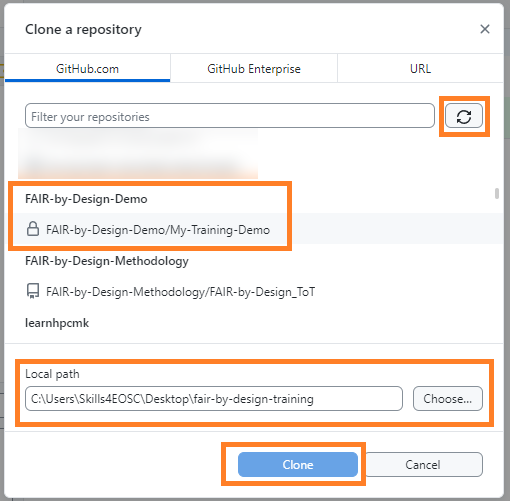 Clone a repository
GitHub.com
GitHub Enterprise
URL
Filter your repositories
FAIR-by-Design-Demo
FAIR-by-Design-Demo/My-Training-Demo
FAIR-by-Design-Methodology
FAIR-by-Design-Methodology/FAIR-by-Design_ToT
learnhpcmk
Local path
C:\Users\Skills4EOSC\Desktop\fair-by-design-training
Choose...
Clone
Cancel